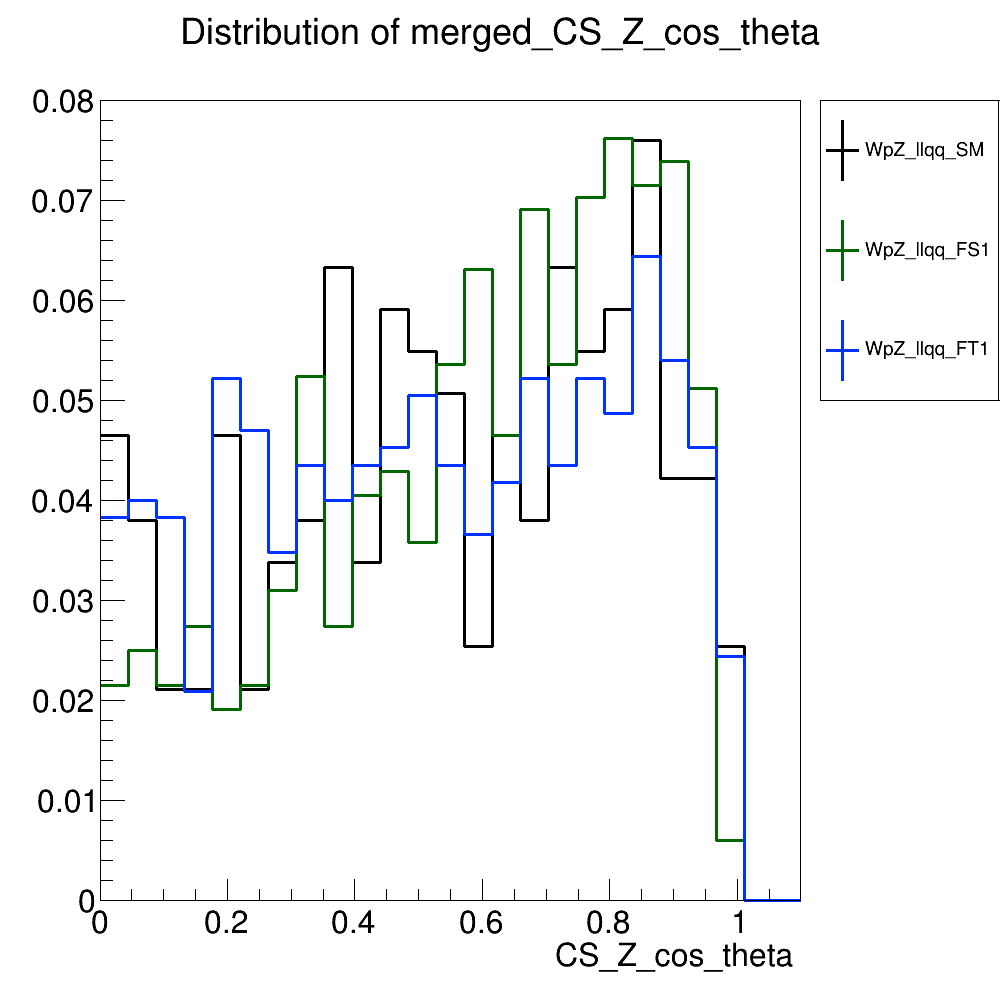 Distribution of merged_CS_Z_cos_theta
0.08
0.07
0.06
0.05
0.04
0.03
0.02
0.01
0
0 0.2 0.4 0.6 0.8 1
CS_Z_cos_theta
WpZ_llqq_SM
WpZ_llqq_FS1
WpZ_llqq_FT1